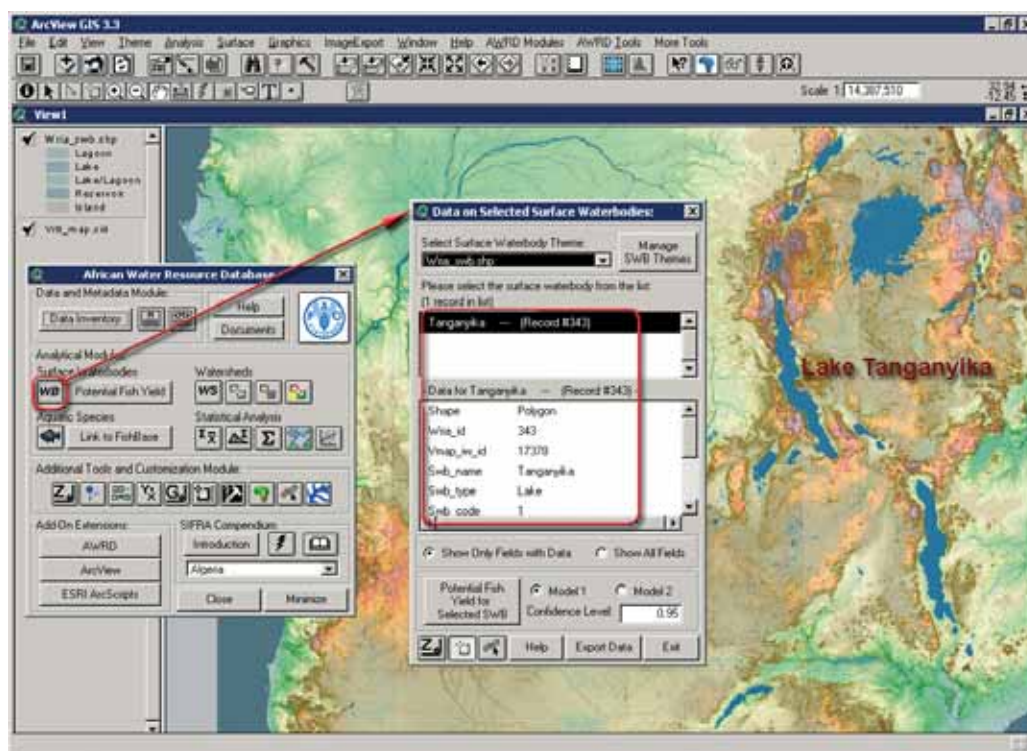 ArcView GIS 3.3
File Edit View Theme Analysis Surface Graphics ImageExport Window Help AWRD Modules AWRD Tools More Tools
Scale 1: 14,307,510
View1
Wria_swb.shp
Lagoon
Lake
Lake/Lagoon
Reservoir
Island
African Water Resource Database
Data and Metadata Module:
Data Inventory
Help
Documents
Analytical Modules
Surface Waterbodies
Watersheds
WB
Potential Fish Yield
WS
Aquatic Species
Statistical Analysis
Link to FishBase
Additional Tools and Customization Module:
Add-On Extensions:
SIFRA Compendium:
AWRD
Introduction
ArcView
Algeria
ESRI ArcScripts
Close
Minimize
Data on Selected Surface Waterbodies:
Select Surface Waterbody Theme:
Wria_swb.shp
Manage
SWB Themes
Please select the surface waterbody from the list:
(1 record in list)
Tanganyika --- (Record #343)
Data for Tanganyika --- (Record #343)
Shape Polygon
Wria_id 343
Vmap_iw_id 17378
Swb_name Tanganyika
Swb_type Lake
Swb_code 1
Show Only Fields with Data
Show All Fields
Potential Fish
Yield for
Selected SWB
Model 1
Model 2
Confidence Level:
0.95
Help
Export Data
Exit
Lake Tanganyika